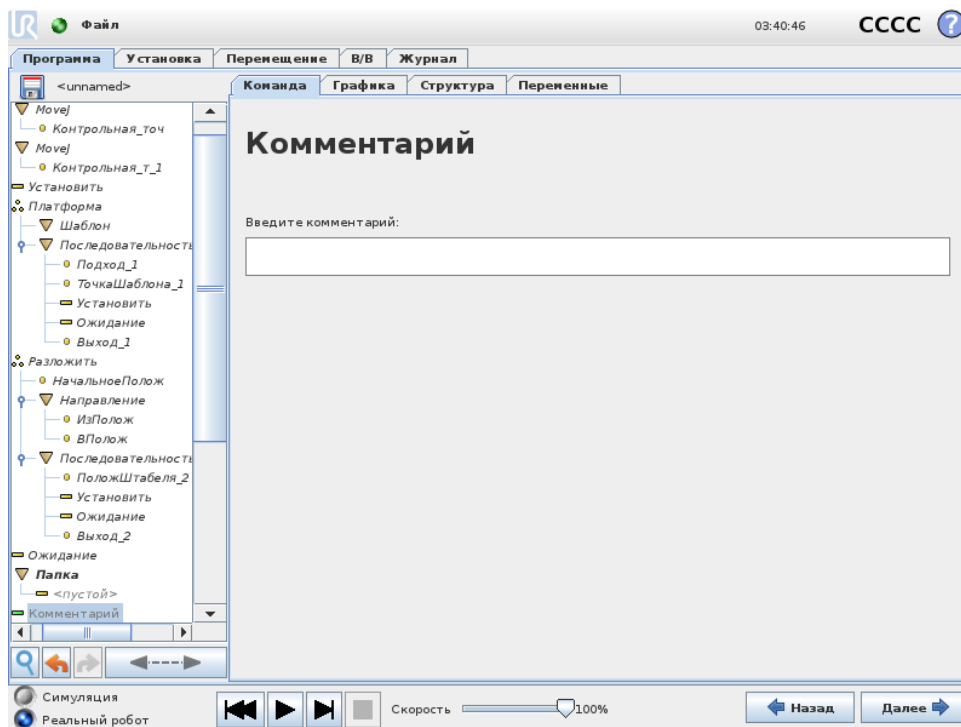 UR Файл 03:40:46 CCCC ?
Программа Установка Перемещение В/В Журнал
<unnamed> Команда Графика Структура Переменные
MoveJ
Контрольная_точ
MoveJ
Контрольная_т_1
Установить
Платформа
Шаблон
Последовательность
Подход_1
ТочкаШаблона_1
Установить
Ожидание
Выход_1
Разложить
НачальноеПолож
Направление
ИзПолож
ВПолож
Последовательность
ПоложШтабеля_2
Установить
Ожидание
Выход_2
Ожидание
Папка
<пустой>
Комментарий
Комментарий
Введите комментарий:
Симуляция
Реальный робот
Скорость 100%
Назад Далее